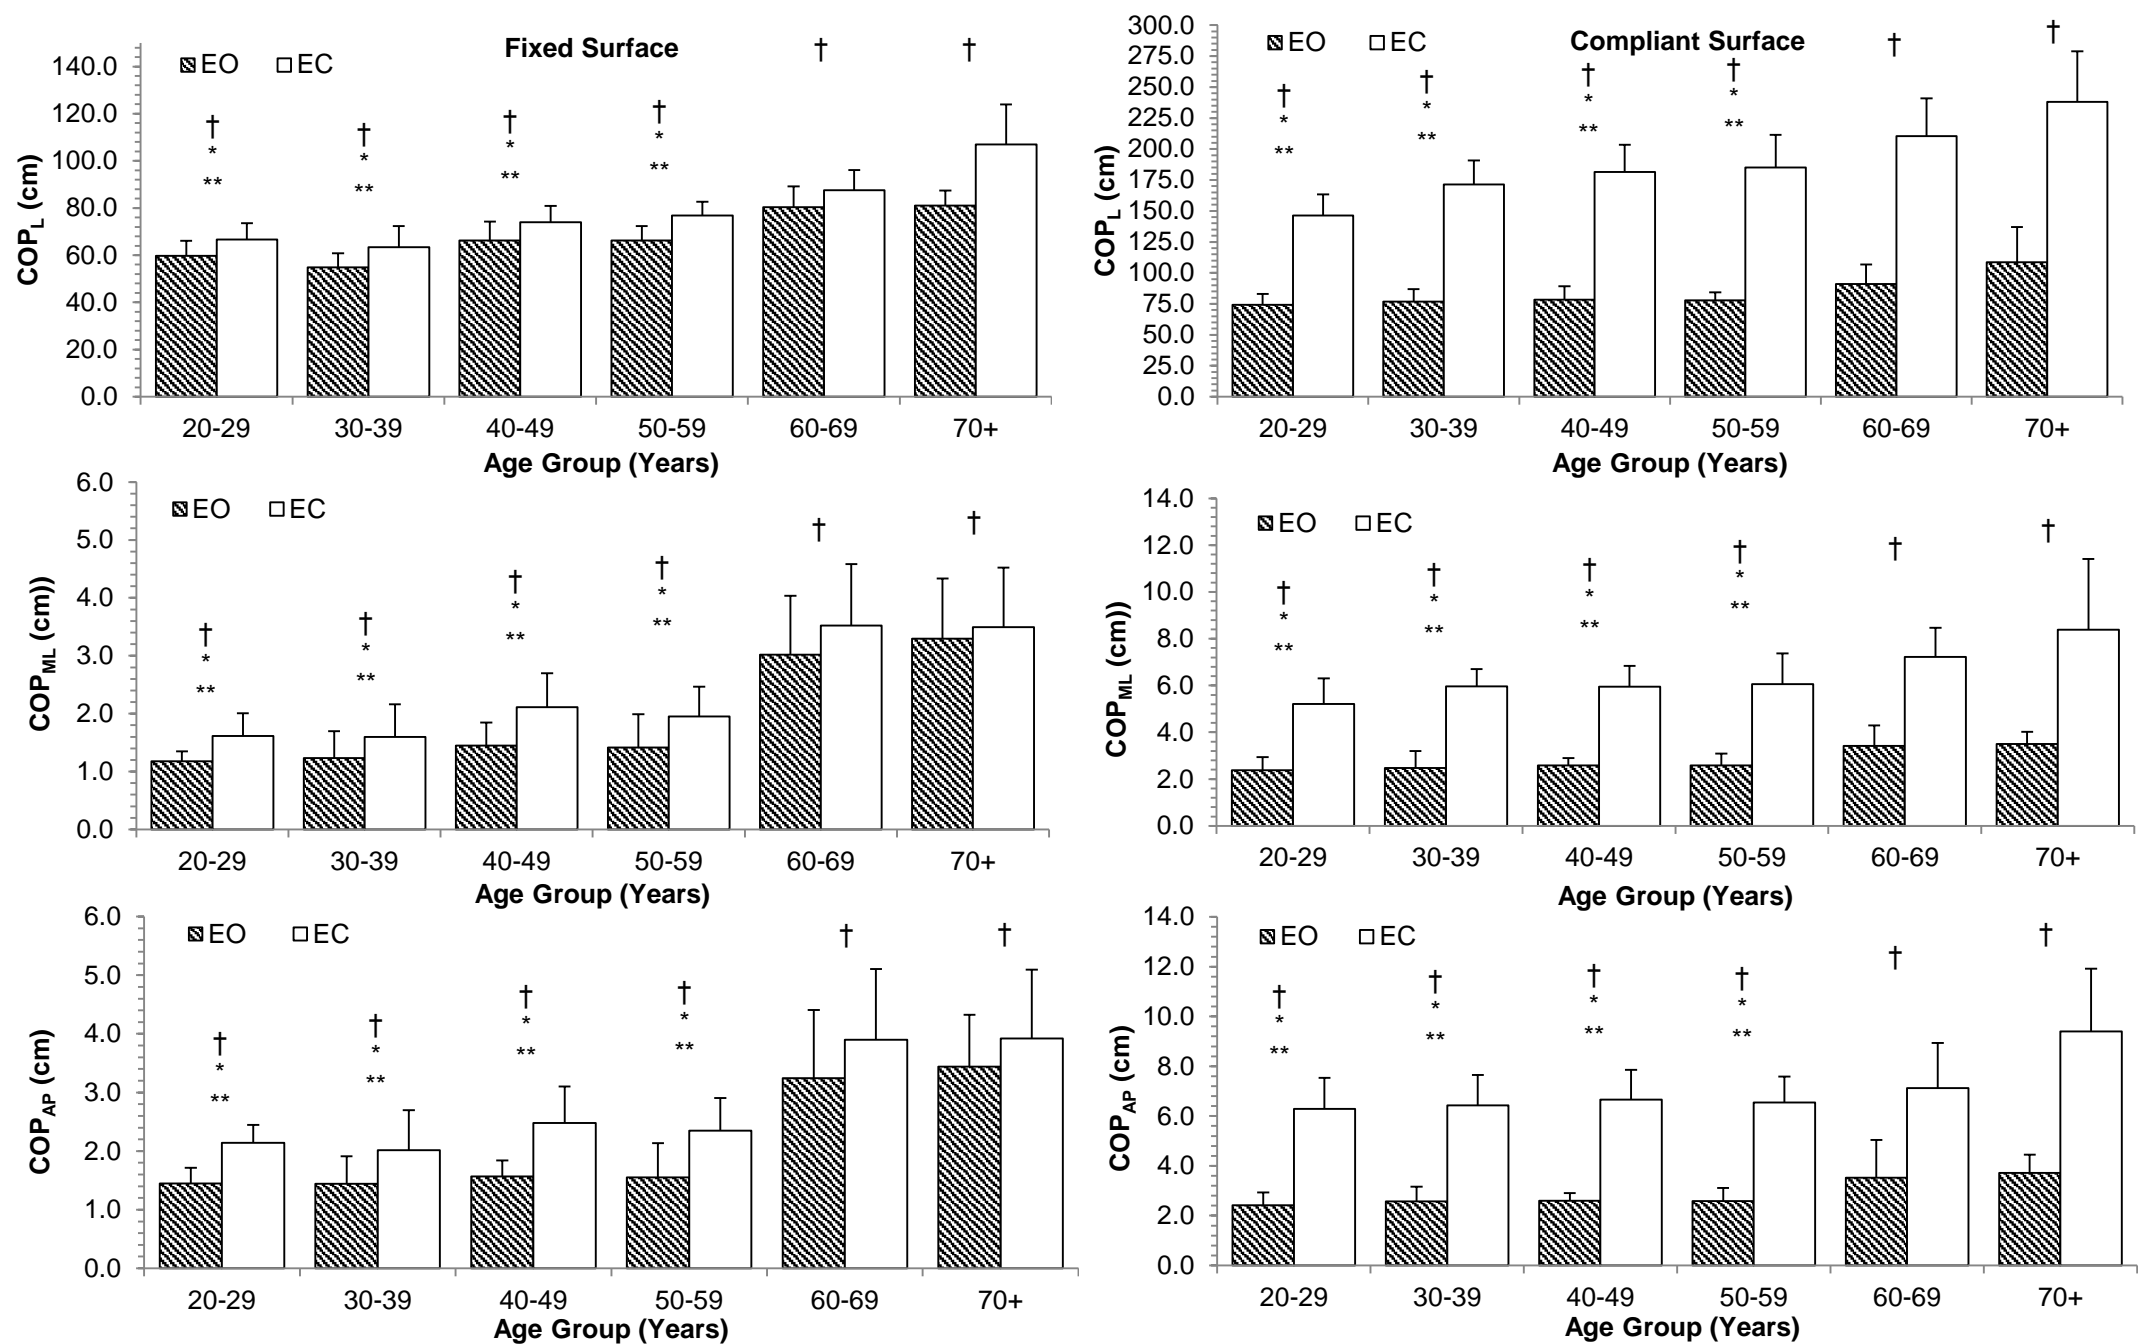 Fixed Surface
EO EC
† †
† † † †
* * * *
** ** ** **
COP_L (cm)
140.0
120.0
100.0
80.0
60.0
40.0
20.0
0.0
20-29 30-39 40-49 50-59 60-69 70+
Age Group (Years)
Compliant Surface
EO EC
† †
† † † †
* * * *
** ** ** **
COP_L (cm)
300.0
275.0
250.0
225.0
200.0
175.0
150.0
125.0
100.0
75.0
50.0
25.0
0.0
20-29 30-39 40-49 50-59 60-69 70+
Age Group (Years)
EO EC
† †
† † † †
* * * *
** ** ** **
COP_ML (cm))
6.0
5.0
4.0
3.0
2.0
1.0
0.0
20-29 30-39 40-49 50-59 60-69 70+
Age Group (Years)
EO EC
† †
† † † †
* * * *
** ** ** **
COP_ML (cm))
14.0
12.0
10.0
8.0
6.0
4.0
2.0
0.0
20-29 30-39 40-49 50-59 60-69 70+
Age Group (Years)
EO EC
† †
† † † †
* * * *
** ** ** **
COP_AP (cm)
6.0
5.0
4.0
3.0
2.0
1.0
0.0
20-29 30-39 40-49 50-59 60-69 70+
Age Group (Years)
EO EC
† †
† † † †
* * * *
** ** ** **
COP_AP (cm)
14.0
12.0
10.0
8.0
6.0
4.0
2.0
0.0
20-29 30-39 40-49 50-59 60-69 70+
Age Group (Years)